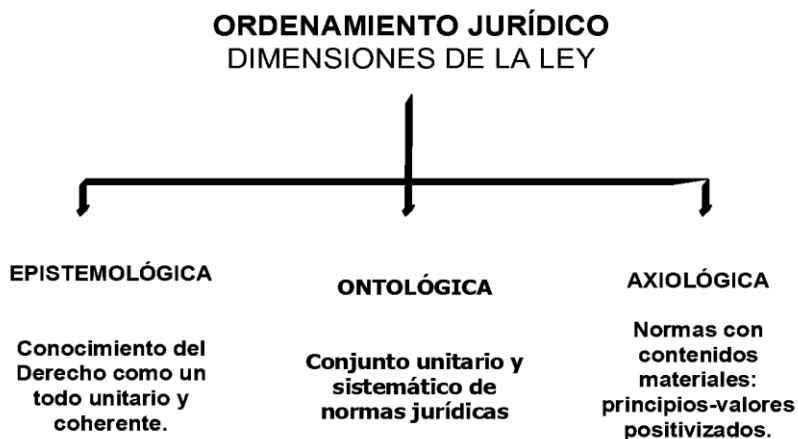 ORDENAMIENTO JURÍDICO
DIMENSIONES DE LA LEY
EPISTEMOLÓGICA
Conocimiento del
Derecho como un
todo unitario y
coherente.
ONTOLÓGICA
Conjunto unitario y
sistemático de
normas jurídicas
AXIOLÓGICA
Normas con
contenidos
materiales:
principios-valores
positivizados.